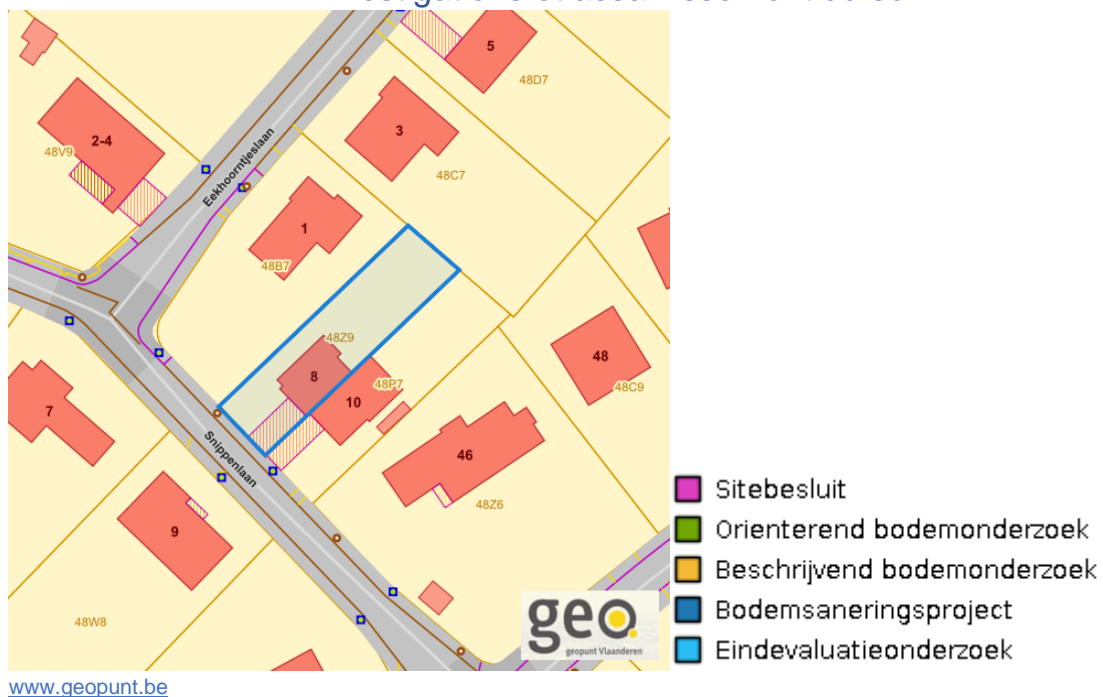 5
48D7
3
48C7
2-4
48V9
Eekhoorntjeslaan
1
48B7
48Z9
8
48P7
10
48
48C9
7
Snippenlaan
46
48Z6
9
48W8
geo
geopunt Vlaanderen
Sitebesluit
Orienterend bodemonderzoek
Beschrijvend bodemonderzoek
Bodemsaneringsproject
Eindevaluatieonderzoek
www.geopunt.be